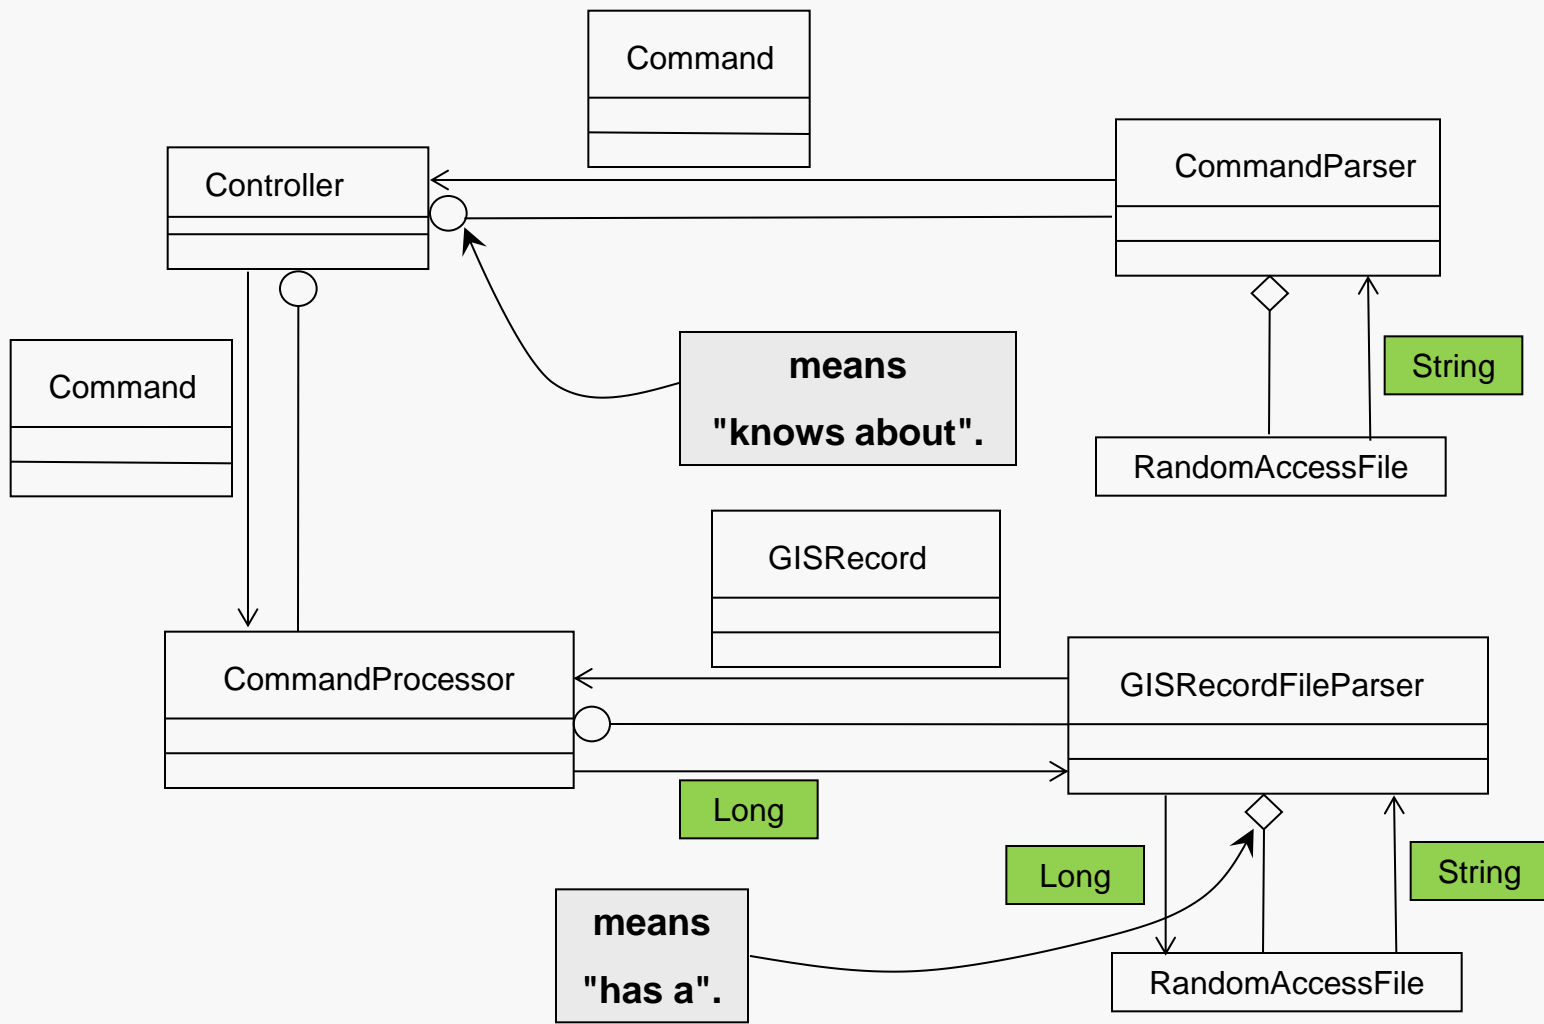 Command
CommandParser
Controller
means
"knows about".
String
Command
RandomAccessFile
GISRecord
CommandProcessor
GISRecordFileParser
Long
Long
String
means
"has a".
RandomAccessFile